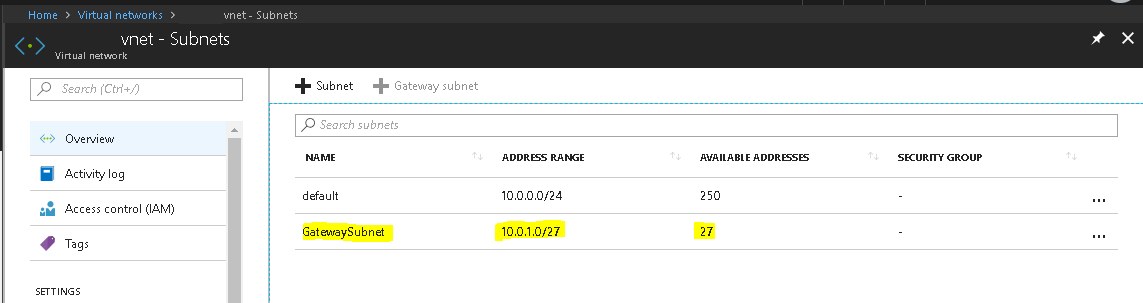 Home > Virtual networks > vnet - Subnets
vnet - Subnets
Virtual network
Search (Ctrl+/)
Overview
Activity log
Access control (IAM)
Tags
SETTINGS
+ Subnet + Gateway subnet
Search subnets
NAME ADDRESS RANGE AVAILABLE ADDRESSES SECURITY GROUP
default 10.0.0.0/24 250 - ...
GatewaySubnet 10.0.1.0/27 27 - ...